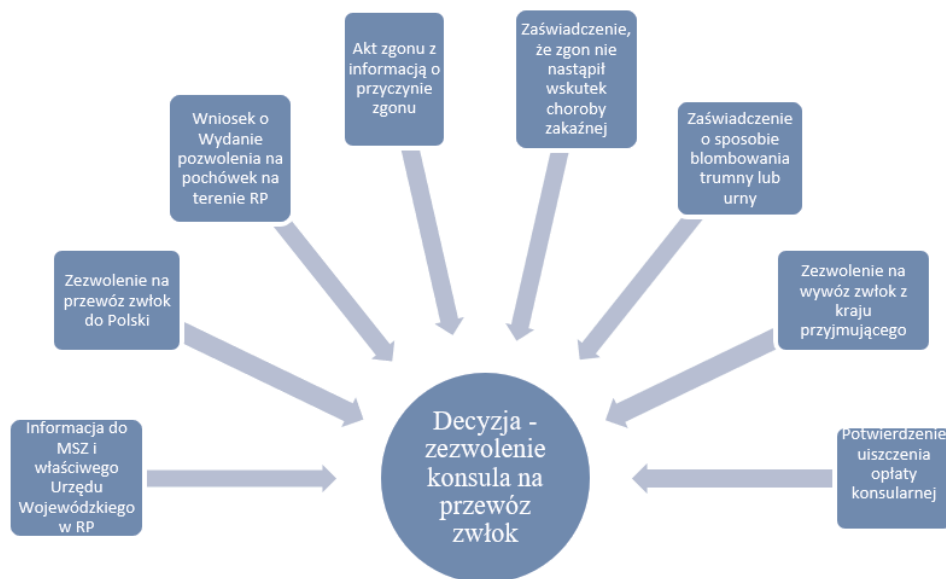 Akt zgonu z
informacją o
przyczynie
zgonu
Zaświadczenie,
że zgon nie
nastąpił
wskutek
choroby
zakaźnej
Wniosek o
Wydanie
pozwolenia na
pochówek na
terenie RP
Zaświadczenie
o sposobie
blombowania
trumny lub
urny
Zezwolenie na
przewóz zwłok
do Polski
Zezwolenie na
wywóz zwłok z
kraju
przyjmującego
Informacja do
MSZ i
właściwego
Urzędu
Wojewódzkiego
w RP
Decyzja -
zezwolenie
konsula na
przewóz
zwłok
Potwierdzenie
uiszczenia
opłaty
konsularnej